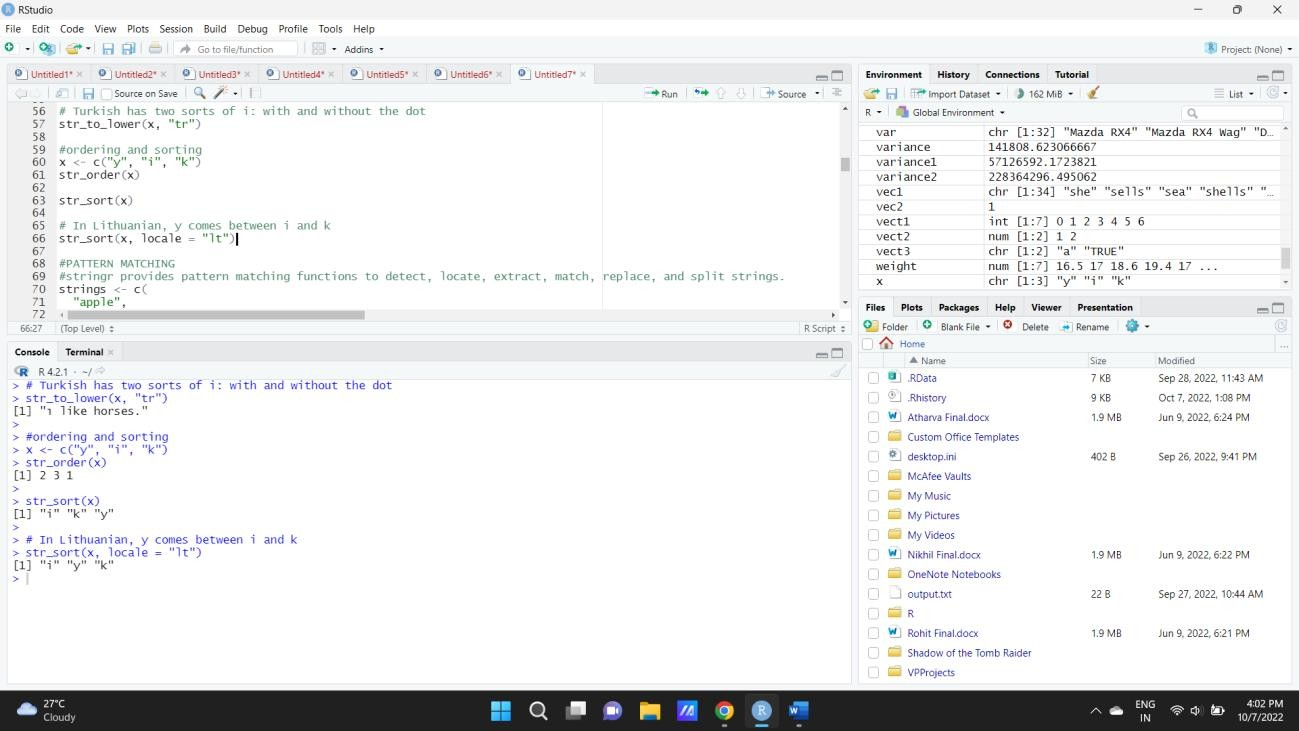 RStudio
File Edit Code View Plots Session Build Debug Profile Tools Help
Go to file/function Addins Project: (None)
Untitled1* Untitled2* Untitled3* Untitled4* Untitled5* Untitled6* Untitled7*
Source on Save Run Source
56 # Turkish has two sorts of i: with and without the dot
57 str_to_lower(x, "tr")
58
59 #ordering and sorting
60 x <- c("y", "i", "k")
61 str_order(x)
62
63 str_sort(x)
64
65 # In Lithuanian, y comes between i and k
66 str_sort(x, locale = "lt")
67
68 #PATTERN MATCHING
69 #stringr provides pattern matching functions to detect, locate, extract, match, replace, and split strings.
70 strings <- c(
71 "apple",
72
66:27 (Top Level) R Script
Console Terminal
R 4.2.1 · ~/
> # Turkish has two sorts of i: with and without the dot
> str_to_lower(x, "tr")
[1] "ı like horses."
>
> #ordering and sorting
> x <- c("y", "i", "k")
> str_order(x)
[1] 2 3 1
>
> str_sort(x)
[1] "i" "k" "y"
>
> # In Lithuanian, y comes between i and k
> str_sort(x, locale = "lt")
[1] "i" "y" "k"
>
Environment History Connections Tutorial
Import Dataset 162 MiB List
R Global Environment
var chr [1:32] "Mazda RX4" "Mazda RX4 Wag" "D…
variance 141808.623066667
variance1 57126592.1723821
variance2 228364296.495062
vec1 chr [1:34] "she" "sells" "sea" "shells" "…
vec2 1
vect1 int [1:7] 0 1 2 3 4 5 6
vect2 num [1:2] 1 2
vect3 chr [1:2] "a" "TRUE"
weight num [1:7] 16.5 17 18.6 19.4 17 ...
x chr [1:3] "y" "i" "k"
Files Plots Packages Help Viewer Presentation
Folder Blank File Delete Rename
Home ...
Name Size Modified
.RData 7 KB Sep 28, 2022, 11:43 AM
.Rhistory 9 KB Oct 7, 2022, 1:08 PM
Atharva Final.docx 1.9 MB Jun 9, 2022, 6:24 PM
Custom Office Templates
desktop.ini 402 B Sep 26, 2022, 9:41 PM
McAfee Vaults
My Music
My Pictures
My Videos
Nikhil Final.docx 1.9 MB Jun 9, 2022, 6:22 PM
OneNote Notebooks
output.txt 22 B Sep 27, 2022, 10:44 AM
R
Rohit Final.docx 1.9 MB Jun 9, 2022, 6:21 PM
Shadow of the Tomb Raider
VPProjects
27°C
Cloudy
ENG
IN
4:02 PM
10/7/2022